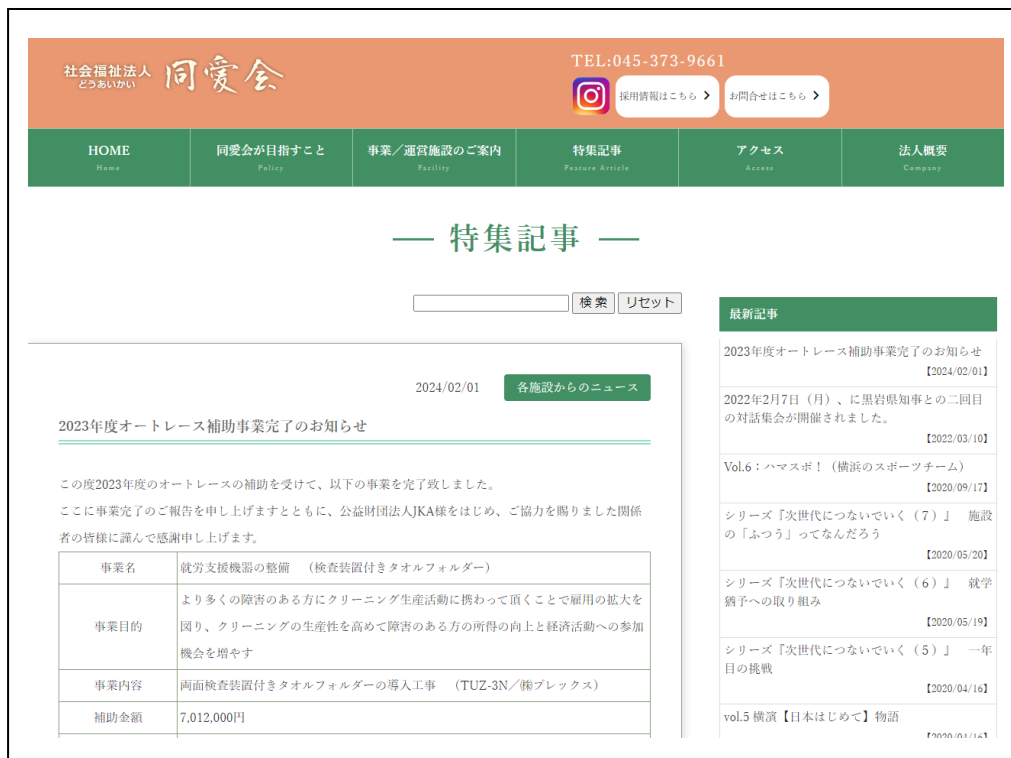 社会福祉法人
どうあいかい
同愛会
TEL:045-373-9661
採用情報はこちら
お問合せはこちら
HOME
Home
同愛会が目指すこと
Policy
事業／運営施設のご案内
Facility
特集記事
Feature Article
アクセス
Access
法人概要
Company
特集記事
検索
リセット
2024/02/01
各施設からのニュース
2023年度オートレース補助事業完了のお知らせ
この度2023年度のオートレースの補助を受けて、以下の事業を完了致しました。
ここに事業完了のご報告を申し上げますとともに、公益財団法人JKA様をはじめ、ご協力を賜りました関係
者の皆様に謹んで感謝申し上げます。
事業名
就労支援機器の整備　（検査装置付きタオルフォルダー）
事業目的
より多くの障害のある方にクリーニング生産活動に携わって頂くことで雇用の拡大を
図り、クリーニングの生産性を高めて障害のある方の所得の向上と経済活動への参加
機会を増やす
事業内容
両面検査装置付きタオルフォルダーの導入工事　（TUZ-3N／㈱プレックス）
補助金額
7,012,000円
最新記事
2023年度オートレース補助事業完了のお知らせ
【2024/02/01】
2022年2月7日（月）、に黒岩県知事との二回目
の対話集会が開催されました。
【2022/03/10】
Vol.6：ハマスポ！（横浜のスポーツチーム）
【2020/09/17】
シリーズ『次世代につないでいく（７）』　施設
の「ふつう」ってなんだろう
【2020/05/20】
シリーズ『次世代につないでいく（６）』　就学
猶予への取り組み
【2020/05/19】
シリーズ『次世代につないでいく（５）』　一年
目の挑戦
【2020/04/16】
vol.5 横濱【日本はじめて】物語
【2020/04/16】